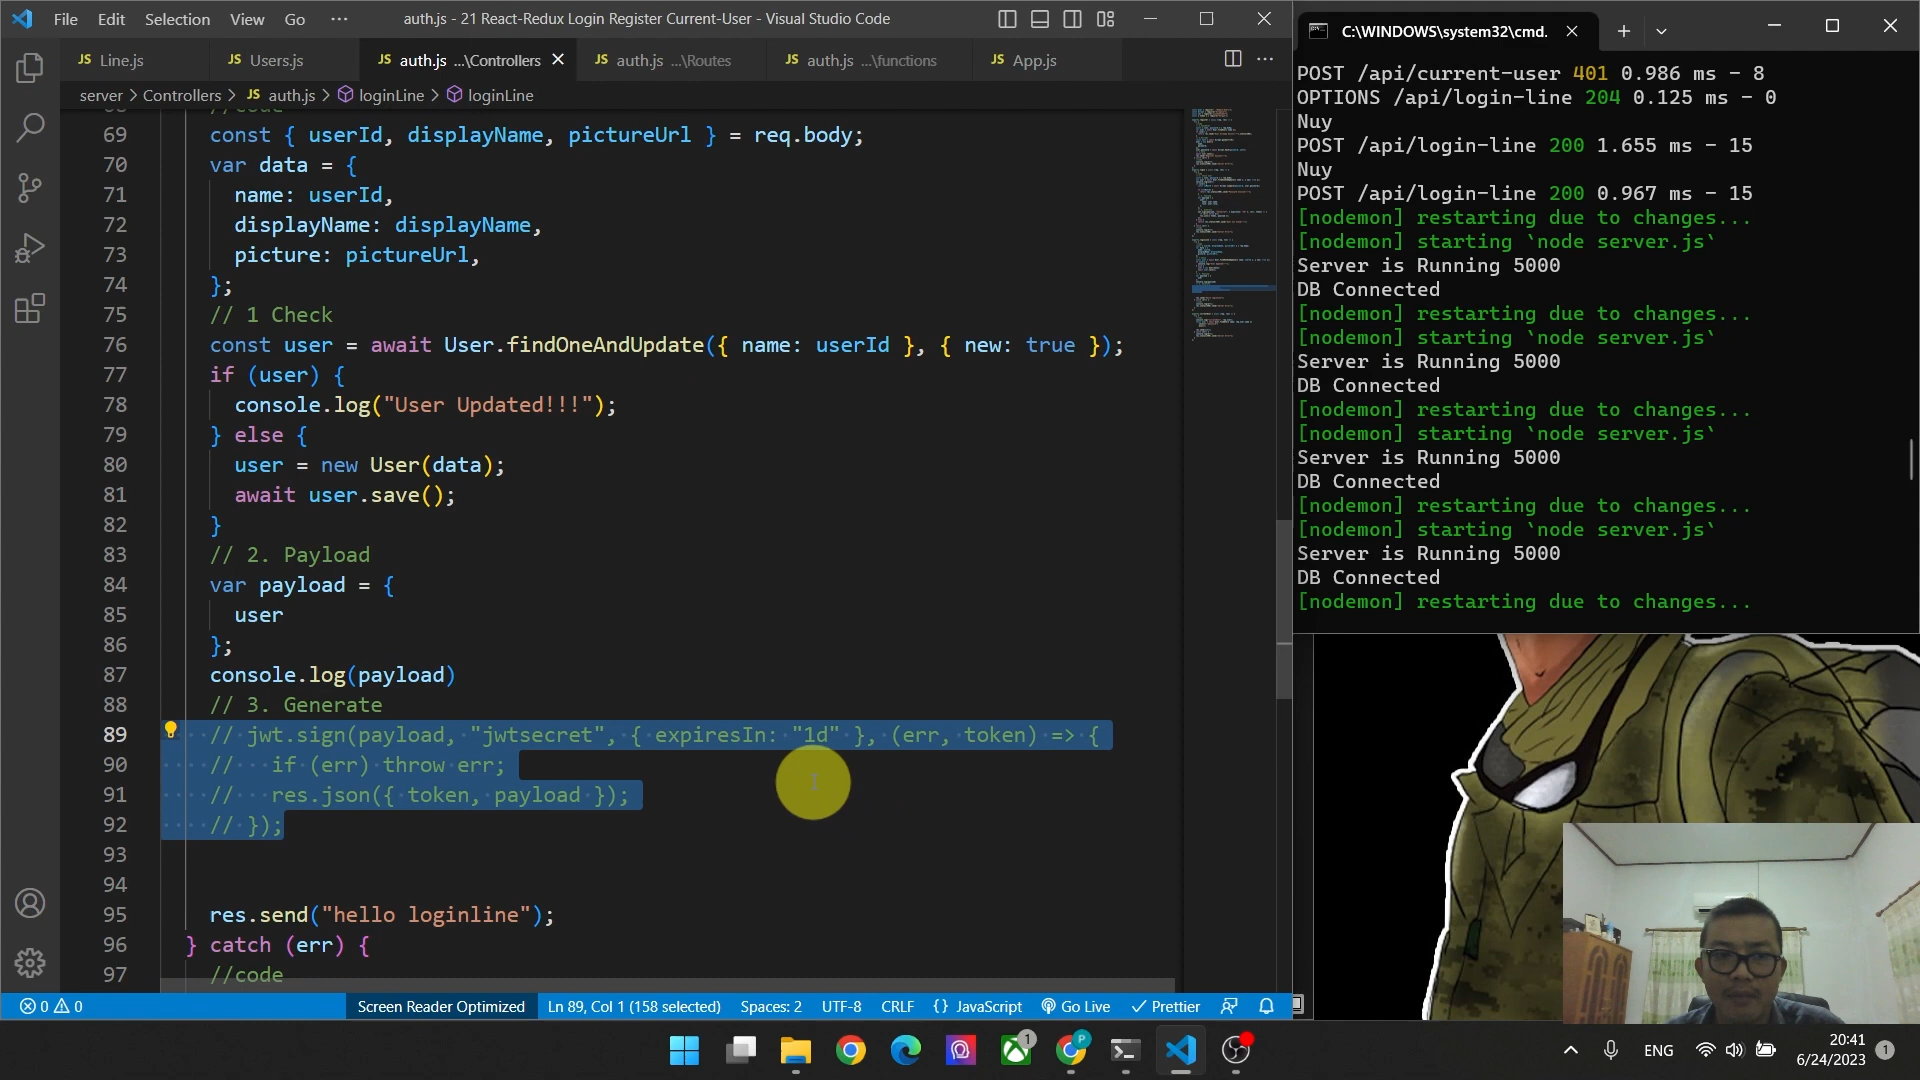 File Edit Selection View Go ··· auth.js - 21 React-Redux Login Register Current-User - Visual Studio Code
JS Line.js JS Users.js JS auth.js ...\Controllers JS auth.js ...\Routes JS auth.js ...\functions JS App.js ···
server > Controllers > JS auth.js > loginLine > loginLine
69 const { userId, displayName, pictureUrl } = req.body;
70 var data = {
71 name: userId,
72 displayName: displayName,
73 picture: pictureUrl,
74 };
75 // 1 Check
76 const user = await User.findOneAndUpdate({ name: userId }, { new: true });
77 if (user) {
78 console.log("User Updated!!!");
79 } else {
80 user = new User(data);
81 await user.save();
82 }
83 // 2. Payload
84 var payload = {
85 user
86 };
87 console.log(payload)
88 // 3. Generate
89 // jwt.sign(payload, "jwtsecret", { expiresIn: "1d" }, (err, token) => {
90 // if (err) throw err;
91 // res.json({ token, payload });
92 // });
93
94
95 res.send("hello loginline");
96 } catch (err) {
97 //code
0 0 Screen Reader Optimized Ln 89, Col 1 (158 selected) Spaces: 2 UTF-8 CRLF {} JavaScript Go Live Prettier
C:\WINDOWS\system32\cmd.
POST /api/current-user 401 0.986 ms - 8
OPTIONS /api/login-line 204 0.125 ms - 0
Nuy
POST /api/login-line 200 1.655 ms - 15
Nuy
POST /api/login-line 200 0.967 ms - 15
[nodemon] restarting due to changes...
[nodemon] starting `node server.js`
Server is Running 5000
DB Connected
[nodemon] restarting due to changes...
[nodemon] starting `node server.js`
Server is Running 5000
DB Connected
[nodemon] restarting due to changes...
[nodemon] starting `node server.js`
Server is Running 5000
DB Connected
[nodemon] restarting due to changes...
[nodemon] starting `node server.js`
Server is Running 5000
DB Connected
[nodemon] restarting due to changes...
1 P ENG 20:41 1
6/24/2023